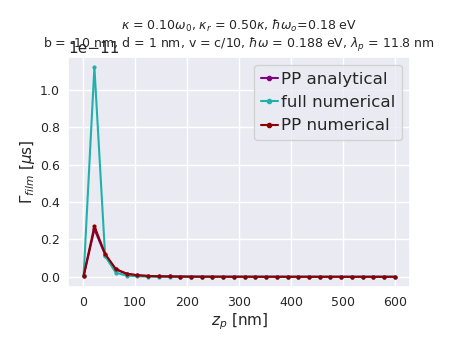 κ = 0.10ω₀, κᵣ = 0.50κ, ℏωₒ=0.18 eV
b = -10 nm, d = 1 nm, v = c/10, ℏω = 0.188 eV, λₚ = 11.8 nm
1e−11
PP analytical
full numerical
PP numerical
1.0
0.8
0.6
0.4
0.2
0.0
Γ_film [μs]
0 100 200 300 400 500 600
zₚ [nm]